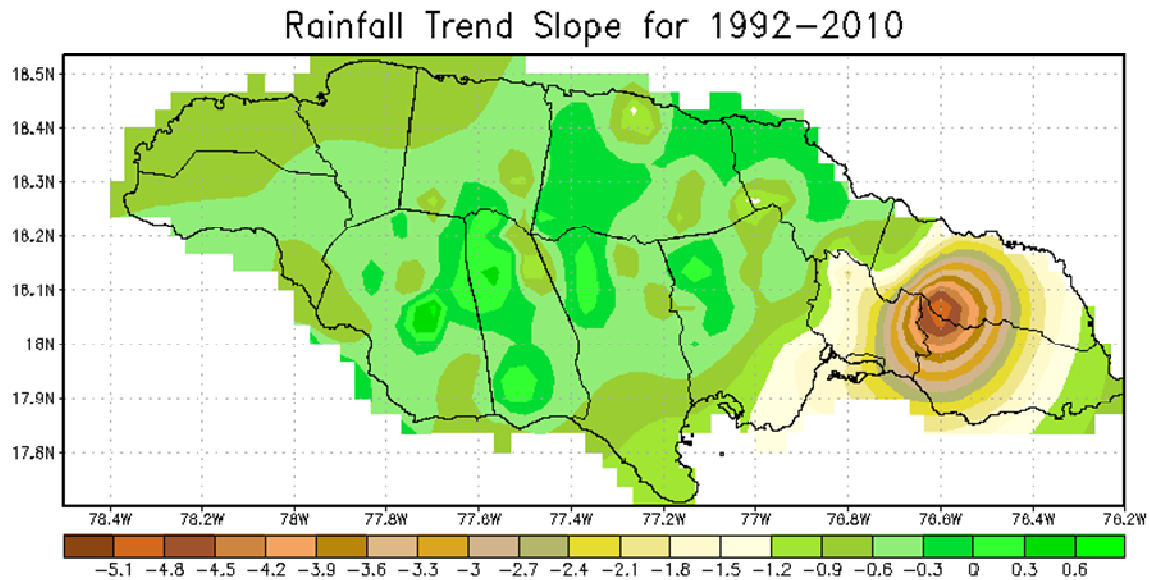 Rainfall Trend Slope for 1992–2010
18.5N
18.4N
18.3N
18.2N
18.1N
18N
17.9N
17.8N
78.4W 78.2W 78W 77.8W 77.6W 77.4W 77.2W 77W 76.8W 76.6W 76.4W 76.2W
−5.1 −4.8 −4.5 −4.2 −3.9 −3.6 −3.3 −3 −2.7 −2.4 −2.1 −1.8 −1.5 −1.2 −0.9 −0.6 −0.3 0 0.3 0.6